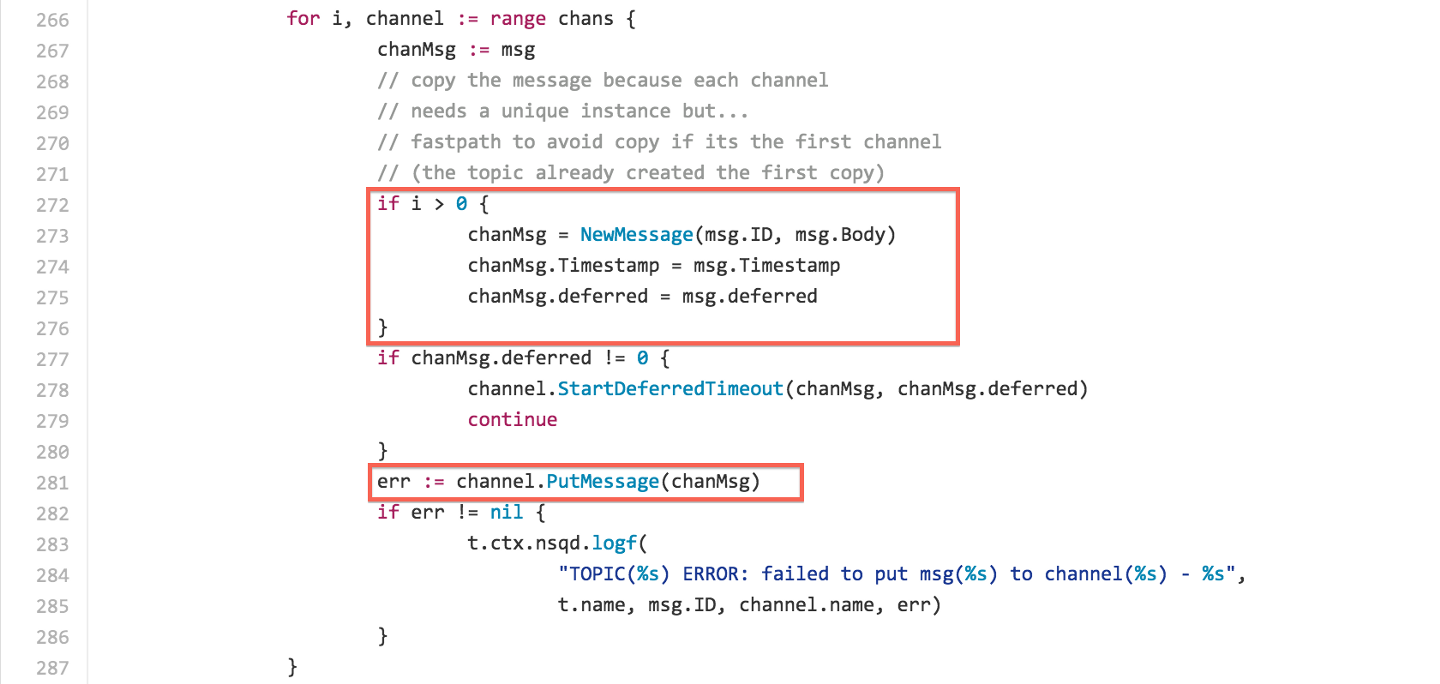 266 for i, channel := range chans {
267 chanMsg := msg
268 // copy the message because each channel
269 // needs a unique instance but...
270 // fastpath to avoid copy if its the first channel
271 // (the topic already created the first copy)
272 if i > 0 {
273 chanMsg = NewMessage(msg.ID, msg.Body)
274 chanMsg.Timestamp = msg.Timestamp
275 chanMsg.deferred = msg.deferred
276 }
277 if chanMsg.deferred != 0 {
278 channel.StartDeferredTimeout(chanMsg, chanMsg.deferred)
279 continue
280 }
281 err := channel.PutMessage(chanMsg)
282 if err != nil {
283 t.ctx.nsqd.logf(
284 "TOPIC(%s) ERROR: failed to put msg(%s) to channel(%s) - %s",
285 t.name, msg.ID, channel.name, err)
286 }
287 }